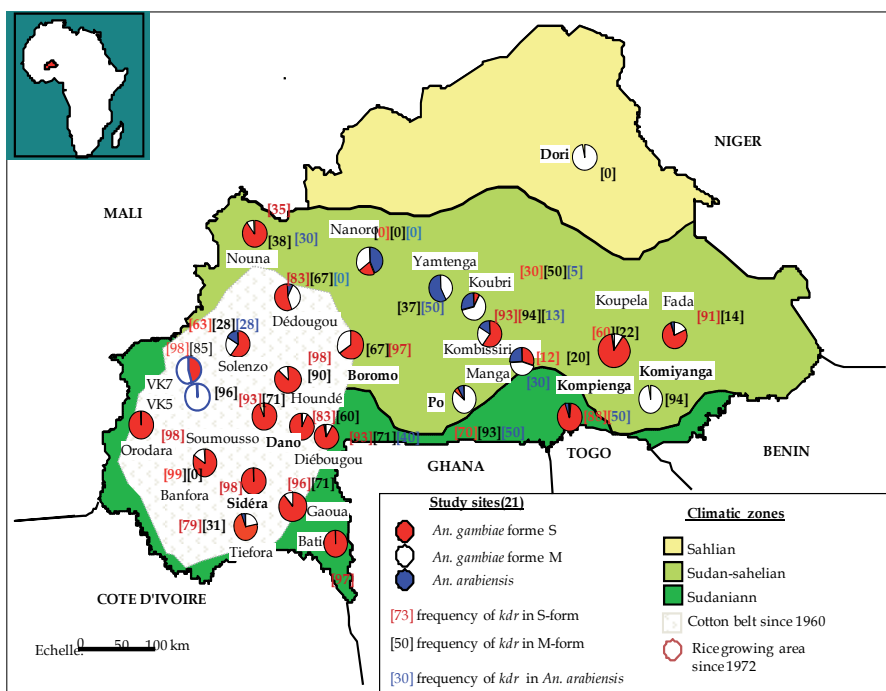 NIGER
Dori
[0]
MALI
[35]
[38] [30]
Nouna
Nanoro [0][0][0]
Yamtenga
[37][50]
Koubri
[30][50][5]
[83][67][0]
Dédougou
[93][94][13]
Kombissiri
Koupela
[60][22]
Fada
[91][14]
[63][28][28]
Solenzo
[98][85]
VK7
VK5
[96]
[67][97]
Boromo
[98]
[90]
Houndé
[12] [20]
Manga
[30]
Po
[70][93][50]
Kompienga
[89][50]
Komiyanga
[94]
[93][71]
Dano
[83][60]
Diébougou
[93][71][40]
Orodara
[98] Soumousso
[99][0]
Banfora
[98]
Sidéra
[96][71]
Gaoua
[79][31]
Tiefora
Bati
[97]
GHANA
TOGO
BENIN
COTE D'IVOIRE
Echelle:
0 50 100 km
Study sites(21)
An. gambiae forme S
An. gambiae forme M
An. arabiensis
[73] frequency of kdr in S-form
[50] frequency of kdr in M-form
[30] frequency of kdr in An. arabiensis
Climatic zones
Sahlian
Sudan-sahelian
Sudaniann
Cotton belt since 1960
Rice growing area
since 1972